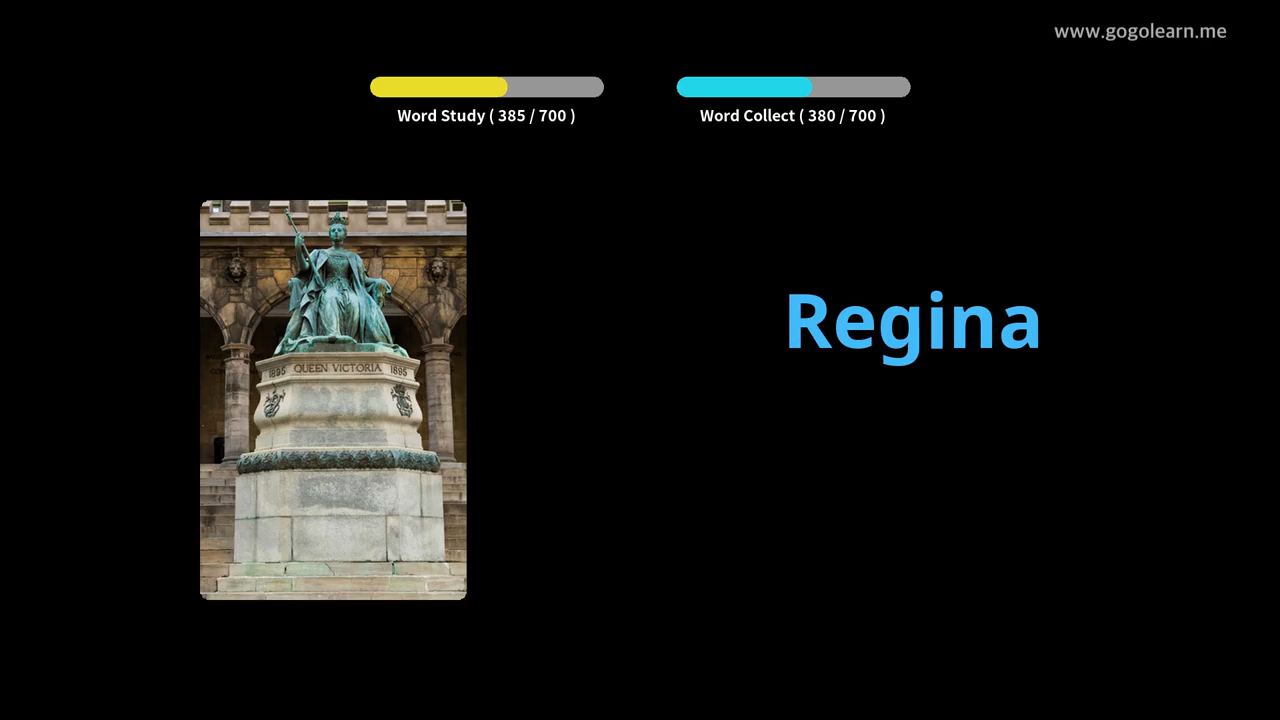 www.gogolearn.me
Word Study ( 385 / 700 )
Word Collect ( 380 / 700 )
Regina
1895 QUEEN VICTORIA 1895